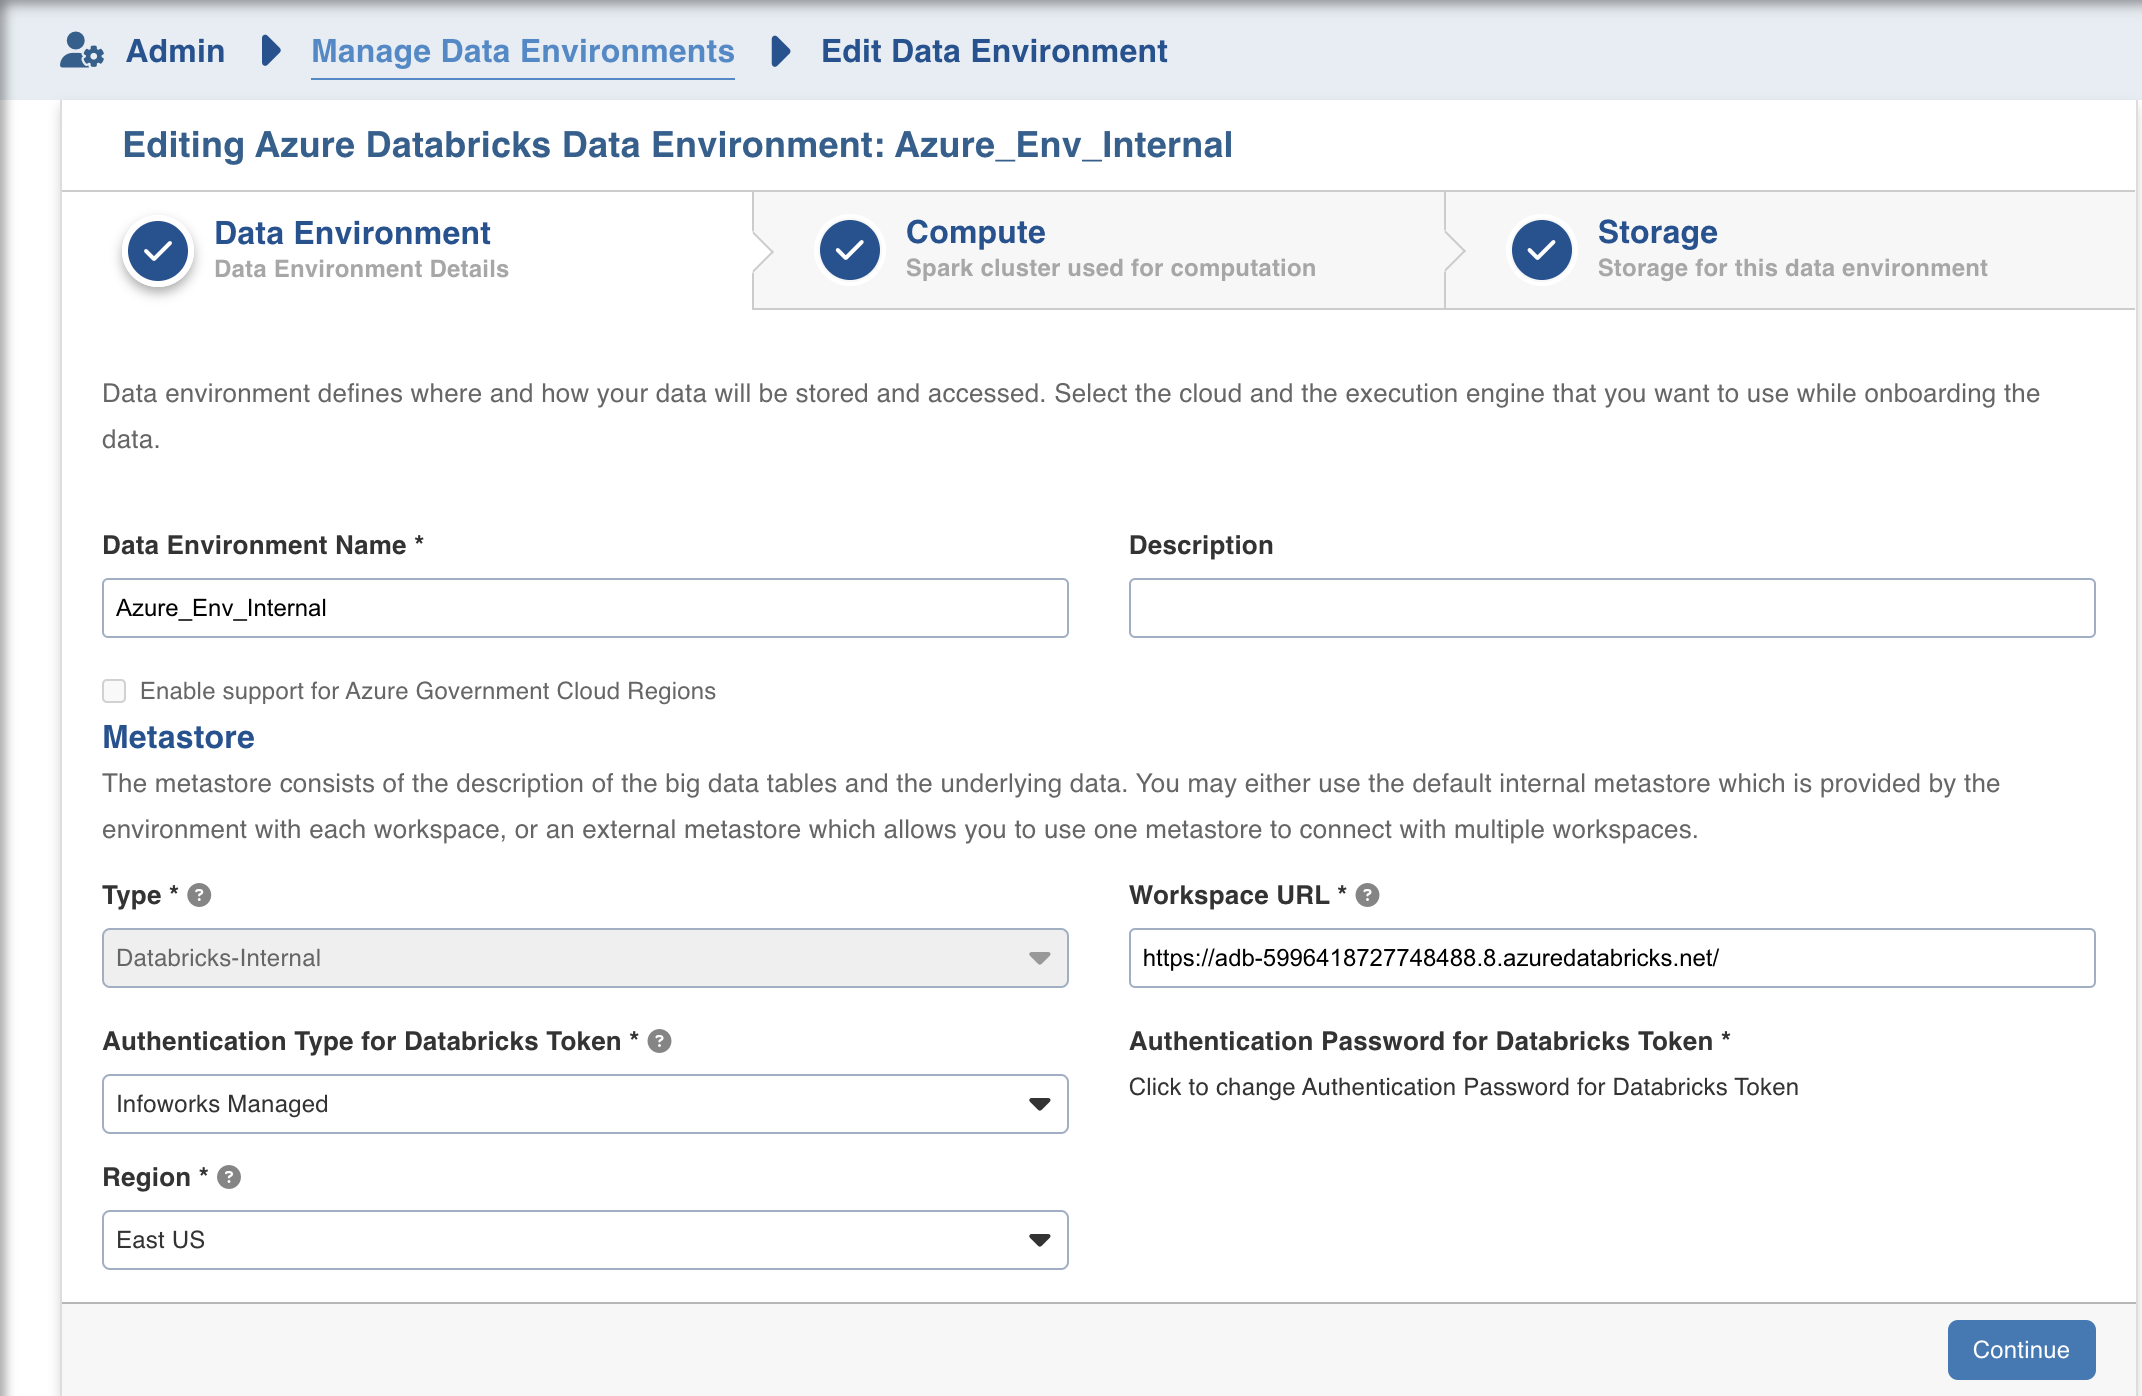 Admin
Manage Data Environments
Edit Data Environment
Editing Azure Databricks Data Environment: Azure_Env_Internal
Data Environment
Data Environment Details
Compute
Spark cluster used for computation
Storage
Storage for this data environment
Data environment defines where and how your data will be stored and accessed. Select the cloud and the execution engine that you want to use while onboarding the
data.
Data Environment Name *
Description
Azure_Env_Internal
Enable support for Azure Government Cloud Regions
Metastore
The metastore consists of the description of the big data tables and the underlying data. You may either use the default internal metastore which is provided by the
environment with each workspace, or an external metastore which allows you to use one metastore to connect with multiple workspaces.
Type * ?
Workspace URL * ?
Databricks-Internal
https://adb-5996418727748488.8.azuredatabricks.net/
Authentication Type for Databricks Token * ?
Authentication Password for Databricks Token *
Click to change Authentication Password for Databricks Token
Infoworks Managed
Region * ?
East US
Continue